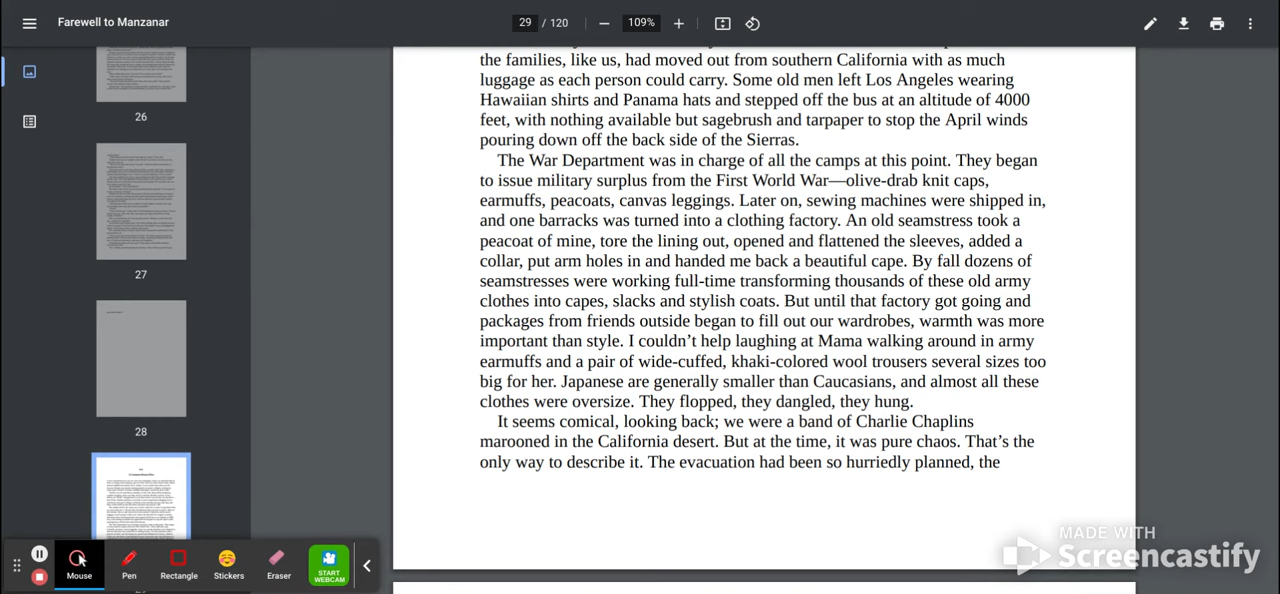 Farewell to Manzanar
29 / 120
109%
the families, like us, had moved out from southern California with as much
luggage as each person could carry. Some old men left Los Angeles wearing
Hawaiian shirts and Panama hats and stepped off the bus at an altitude of 4000
feet, with nothing available but sagebrush and tarpaper to stop the April winds
pouring down off the back side of the Sierras.
The War Department was in charge of all the camps at this point. They began
to issue military surplus from the First World War—olive-drab knit caps,
earmuffs, peacoats, canvas leggings. Later on, sewing machines were shipped in,
and one barracks was turned into a clothing factory. An old seamstress took a
peacoat of mine, tore the lining out, opened and flattened the sleeves, added a
collar, put arm holes in and handed me back a beautiful cape. By fall dozens of
seamstresses were working full-time transforming thousands of these old army
clothes into capes, slacks and stylish coats. But until that factory got going and
packages from friends outside began to fill out our wardrobes, warmth was more
important than style. I couldn't help laughing at Mama walking around in army
earmuffs and a pair of wide-cuffed, khaki-colored wool trousers several sizes too
big for her. Japanese are generally smaller than Caucasians, and almost all these
clothes were oversize. They flopped, they dangled, they hung.
It seems comical, looking back; we were a band of Charlie Chaplins
marooned in the California desert. But at the time, it was pure chaos. That's the
only way to describe it. The evacuation had been so hurriedly planned, the
26
27
28
Mouse
Pen
Rectangle
Stickers
Eraser
START
WEBCAM
MADE WITH
Screencastify